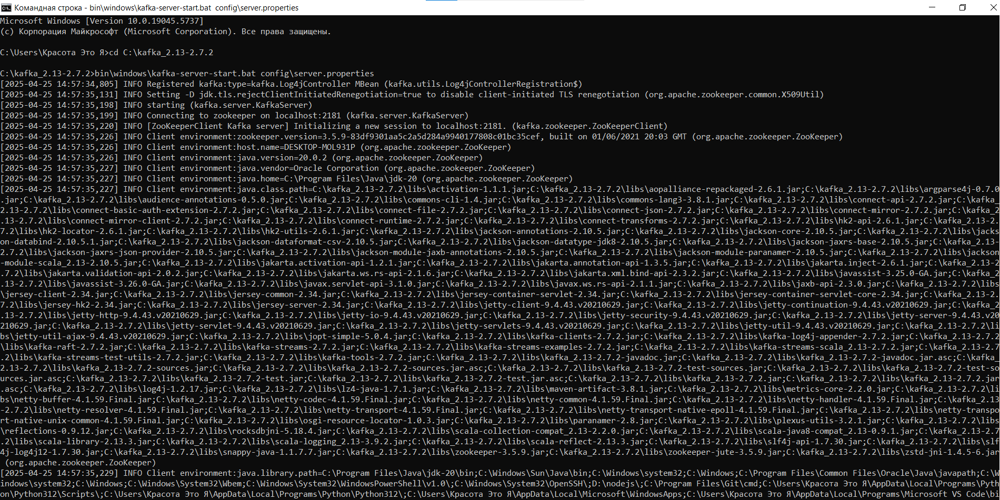 Командная строка - bin\windows\kafka-server-start.bat  config\server.properties
Microsoft Windows [Version 10.0.19045.5737]
(c) Корпорация Майкрософт (Microsoft Corporation). Все права защищены.
C:\Users\Красота Это Я>cd C:\kafka_2.13-2.7.2
C:\kafka_2.13-2.7.2>bin\windows\kafka-server-start.bat config\server.properties
[2025-04-25 14:57:34,805] INFO Registered kafka:type=kafka.Log4jController MBean (kafka.utils.Log4jControllerRegistration$)
[2025-04-25 14:57:35,131] INFO Setting -D jdk.tls.rejectClientInitiatedRenegotiation=true to disable client-initiated TLS renegotiation (org.apache.zookeeper.common.X509Util)
[2025-04-25 14:57:35,198] INFO starting (kafka.server.KafkaServer)
[2025-04-25 14:57:35,199] INFO Connecting to zookeeper on localhost:2181 (kafka.server.KafkaServer)
[2025-04-25 14:57:35,220] INFO [ZooKeeperClient Kafka server] Initializing a new session to localhost:2181. (kafka.zookeeper.ZooKeeperClient)
[2025-04-25 14:57:35,226] INFO Client environment:zookeeper.version=3.5.9-83df9301aa5c2a5d284a9940177808c01bc35cef, built on 01/06/2021 20:03 GMT (org.apache.zookeeper.ZooKeeper)
[2025-04-25 14:57:35,226] INFO Client environment:host.name=DESKTOP-MOL931P (org.apache.zookeeper.ZooKeeper)
[2025-04-25 14:57:35,226] INFO Client environment:java.version=20.0.2 (org.apache.zookeeper.ZooKeeper)
[2025-04-25 14:57:35,227] INFO Client environment:java.vendor=Oracle Corporation (org.apache.zookeeper.ZooKeeper)
[2025-04-25 14:57:35,227] INFO Client environment:java.home=C:\Program Files\Java\jdk-20 (org.apache.zookeeper.ZooKeeper)
[2025-04-25 14:57:35,227] INFO Client environment:java.class.path=C:\kafka_2.13-2.7.2\libs\activation-1.1.1.jar;C:\kafka_2.13-2.7.2\libs\aopalliance-repackaged-2.6.1.jar;C:\kafka_2.13-2.7.2\libs\argparse4j-0.7.0
.jar;C:\kafka_2.13-2.7.2\libs\audience-annotations-0.5.0.jar;C:\kafka_2.13-2.7.2\libs\commons-cli-1.4.jar;C:\kafka_2.13-2.7.2\libs\commons-lang3-3.8.1.jar;C:\kafka_2.13-2.7.2\libs\connect-api-2.7.2.jar;C:\kafka_
2.13-2.7.2\libs\connect-basic-auth-extension-2.7.2.jar;C:\kafka_2.13-2.7.2\libs\connect-file-2.7.2.jar;C:\kafka_2.13-2.7.2\libs\connect-json-2.7.2.jar;C:\kafka_2.13-2.7.2\libs\connect-mirror-2.7.2.jar;C:\kafka_2
.13-2.7.2\libs\connect-mirror-client-2.7.2.jar;C:\kafka_2.13-2.7.2\libs\connect-runtime-2.7.2.jar;C:\kafka_2.13-2.7.2\libs\connect-transforms-2.7.2.jar;C:\kafka_2.13-2.7.2\libs\hk2-api-2.6.1.jar;C:\kafka_2.13-2.
7.2\libs\hk2-locator-2.6.1.jar;C:\kafka_2.13-2.7.2\libs\hk2-utils-2.6.1.jar;C:\kafka_2.13-2.7.2\libs\jackson-annotations-2.10.5.jar;C:\kafka_2.13-2.7.2\libs\jackson-core-2.10.5.jar;C:\kafka_2.13-2.7.2\libs\jacks
on-databind-2.10.5.1.jar;C:\kafka_2.13-2.7.2\libs\jackson-dataformat-csv-2.10.5.jar;C:\kafka_2.13-2.7.2\libs\jackson-datatype-jdk8-2.10.5.jar;C:\kafka_2.13-2.7.2\libs\jackson-jaxrs-base-2.10.5.jar;C:\kafka_2.13-
2.7.2\libs\jackson-jaxrs-json-provider-2.10.5.jar;C:\kafka_2.13-2.7.2\libs\jackson-module-jaxb-annotations-2.10.5.jar;C:\kafka_2.13-2.7.2\libs\jackson-module-paranamer-2.10.5.jar;C:\kafka_2.13-2.7.2\libs\jackson
-module-scala_2.13-2.10.5.jar;C:\kafka_2.13-2.7.2\libs\jakarta.activation-api-1.2.1.jar;C:\kafka_2.13-2.7.2\libs\jakarta.annotation-api-1.3.5.jar;C:\kafka_2.13-2.7.2\libs\jakarta.inject-2.6.1.jar;C:\kafka_2.13-2
.7.2\libs\jakarta.validation-api-2.0.2.jar;C:\kafka_2.13-2.7.2\libs\jakarta.ws.rs-api-2.1.6.jar;C:\kafka_2.13-2.7.2\libs\jakarta.xml.bind-api-2.3.2.jar;C:\kafka_2.13-2.7.2\libs\javassist-3.25.0-GA.jar;C:\kafka_2
.13-2.7.2\libs\javassist-3.26.0-GA.jar;C:\kafka_2.13-2.7.2\libs\javax.servlet-api-3.1.0.jar;C:\kafka_2.13-2.7.2\libs\javax.ws.rs-api-2.1.1.jar;C:\kafka_2.13-2.7.2\libs\jaxb-api-2.3.0.jar;C:\kafka_2.13-2.7.2\libs
\jersey-client-2.34.jar;C:\kafka_2.13-2.7.2\libs\jersey-common-2.34.jar;C:\kafka_2.13-2.7.2\libs\jersey-container-servlet-2.34.jar;C:\kafka_2.13-2.7.2\libs\jersey-container-servlet-core-2.34.jar;C:\kafka_2.13-2.
7.2\libs\jersey-hk2-2.34.jar;C:\kafka_2.13-2.7.2\libs\jersey-server-2.34.jar;C:\kafka_2.13-2.7.2\libs\jetty-client-9.4.43.v20210629.jar;C:\kafka_2.13-2.7.2\libs\jetty-continuation-9.4.43.v20210629.jar;C:\kafka_2
.13-2.7.2\libs\jetty-http-9.4.43.v20210629.jar;C:\kafka_2.13-2.7.2\libs\jetty-io-9.4.43.v20210629.jar;C:\kafka_2.13-2.7.2\libs\jetty-security-9.4.43.v20210629.jar;C:\kafka_2.13-2.7.2\libs\jetty-server-9.4.43.v20
210629.jar;C:\kafka_2.13-2.7.2\libs\jetty-servlet-9.4.43.v20210629.jar;C:\kafka_2.13-2.7.2\libs\jetty-servlets-9.4.43.v20210629.jar;C:\kafka_2.13-2.7.2\libs\jetty-util-9.4.43.v20210629.jar;C:\kafka_2.13-2.7.2\li
bs\jetty-util-ajax-9.4.43.v20210629.jar;C:\kafka_2.13-2.7.2\libs\jopt-simple-5.0.4.jar;C:\kafka_2.13-2.7.2\libs\kafka-clients-2.7.2.jar;C:\kafka_2.13-2.7.2\libs\kafka-log4j-appender-2.7.2.jar;C:\kafka_2.13-2.7.2
\libs\kafka-raft-2.7.2.jar;C:\kafka_2.13-2.7.2\libs\kafka-streams-2.7.2.jar;C:\kafka_2.13-2.7.2\libs\kafka-streams-examples-2.7.2.jar;C:\kafka_2.13-2.7.2\libs\kafka-streams-scala_2.13-2.7.2.jar;C:\kafka_2.13-2.7
.2\libs\kafka-streams-test-utils-2.7.2.jar;C:\kafka_2.13-2.7.2\libs\kafka-tools-2.7.2.jar;C:\kafka_2.13-2.7.2\libs\kafka_2.13-2.7.2-javadoc.jar;C:\kafka_2.13-2.7.2\libs\kafka_2.13-2.7.2-javadoc.jar.asc;C:\kafka_
2.13-2.7.2\libs\kafka_2.13-2.7.2-sources.jar;C:\kafka_2.13-2.7.2\libs\kafka_2.13-2.7.2-sources.jar.asc;C:\kafka_2.13-2.7.2\libs\kafka_2.13-2.7.2-test-sources.jar;C:\kafka_2.13-2.7.2\libs\kafka_2.13-2.7.2-test-so
urces.jar.asc;C:\kafka_2.13-2.7.2\libs\kafka_2.13-2.7.2-test.jar;C:\kafka_2.13-2.7.2\libs\kafka_2.13-2.7.2-test.jar.asc;C:\kafka_2.13-2.7.2\libs\kafka_2.13-2.7.2.jar;C:\kafka_2.13-2.7.2\libs\kafka_2.13-2.7.2.jar
.asc;C:\kafka_2.13-2.7.2\libs\log4j-1.2.17.jar;C:\kafka_2.13-2.7.2\libs\lz4-java-1.7.1.jar;C:\kafka_2.13-2.7.2\libs\maven-artifact-3.8.1.jar;C:\kafka_2.13-2.7.2\libs\metrics-core-2.2.0.jar;C:\kafka_2.13-2.7.2\li
bs\netty-buffer-4.1.59.Final.jar;C:\kafka_2.13-2.7.2\libs\netty-codec-4.1.59.Final.jar;C:\kafka_2.13-2.7.2\libs\netty-common-4.1.59.Final.jar;C:\kafka_2.13-2.7.2\libs\netty-handler-4.1.59.Final.jar;C:\kafka_2.13
-2.7.2\libs\netty-resolver-4.1.59.Final.jar;C:\kafka_2.13-2.7.2\libs\netty-transport-4.1.59.Final.jar;C:\kafka_2.13-2.7.2\libs\netty-transport-native-epoll-4.1.59.Final.jar;C:\kafka_2.13-2.7.2\libs\netty-transpo
rt-native-unix-common-4.1.59.Final.jar;C:\kafka_2.13-2.7.2\libs\osgi-resource-locator-1.0.3.jar;C:\kafka_2.13-2.7.2\libs\paranamer-2.8.jar;C:\kafka_2.13-2.7.2\libs\plexus-utils-3.2.1.jar;C:\kafka_2.13-2.7.2\libs
\reflections-0.9.12.jar;C:\kafka_2.13-2.7.2\libs\rocksdbjni-5.18.4.jar;C:\kafka_2.13-2.7.2\libs\scala-collection-compat_2.13-2.2.0.jar;C:\kafka_2.13-2.7.2\libs\scala-java8-compat_2.13-0.9.1.jar;C:\kafka_2.13-2.7
.2\libs\scala-library-2.13.3.jar;C:\kafka_2.13-2.7.2\libs\scala-logging_2.13-3.9.2.jar;C:\kafka_2.13-2.7.2\libs\scala-reflect-2.13.3.jar;C:\kafka_2.13-2.7.2\libs\slf4j-api-1.7.30.jar;C:\kafka_2.13-2.7.2\libs\slf
4j-log4j12-1.7.30.jar;C:\kafka_2.13-2.7.2\libs\snappy-java-1.1.7.7.jar;C:\kafka_2.13-2.7.2\libs\zookeeper-3.5.9.jar;C:\kafka_2.13-2.7.2\libs\zookeeper-jute-3.5.9.jar;C:\kafka_2.13-2.7.2\libs\zstd-jni-1.4.5-6.jar
(org.apache.zookeeper.ZooKeeper)
[2025-04-25 14:57:35,229] INFO Client environment:java.library.path=C:\Program Files\Java\jdk-20\bin;C:\Windows\Sun\Java\bin;C:\Windows\system32;C:\Windows;C:\Program Files\Common Files\Oracle\Java\javapath;C:\W
indows\system32;C:\Windows;C:\Windows\System32\Wbem;C:\Windows\System32\WindowsPowerShell\v1.0\;C:\Windows\System32\OpenSSH\;D:\nodejs\;C:\Program Files\Git\cmd;C:\Users\Красота Это Я\AppData\Local\Programs\Pyth
on\Python312\Scripts\;C:\Users\Красота Это Я\AppData\Local\Programs\Python\Python312\;C:\Users\Красота Это Я\AppData\Local\Microsoft\WindowsApps;C:\Users\Красота Это Я\AppData\Local\Programs\Microsoft VS Code\bi